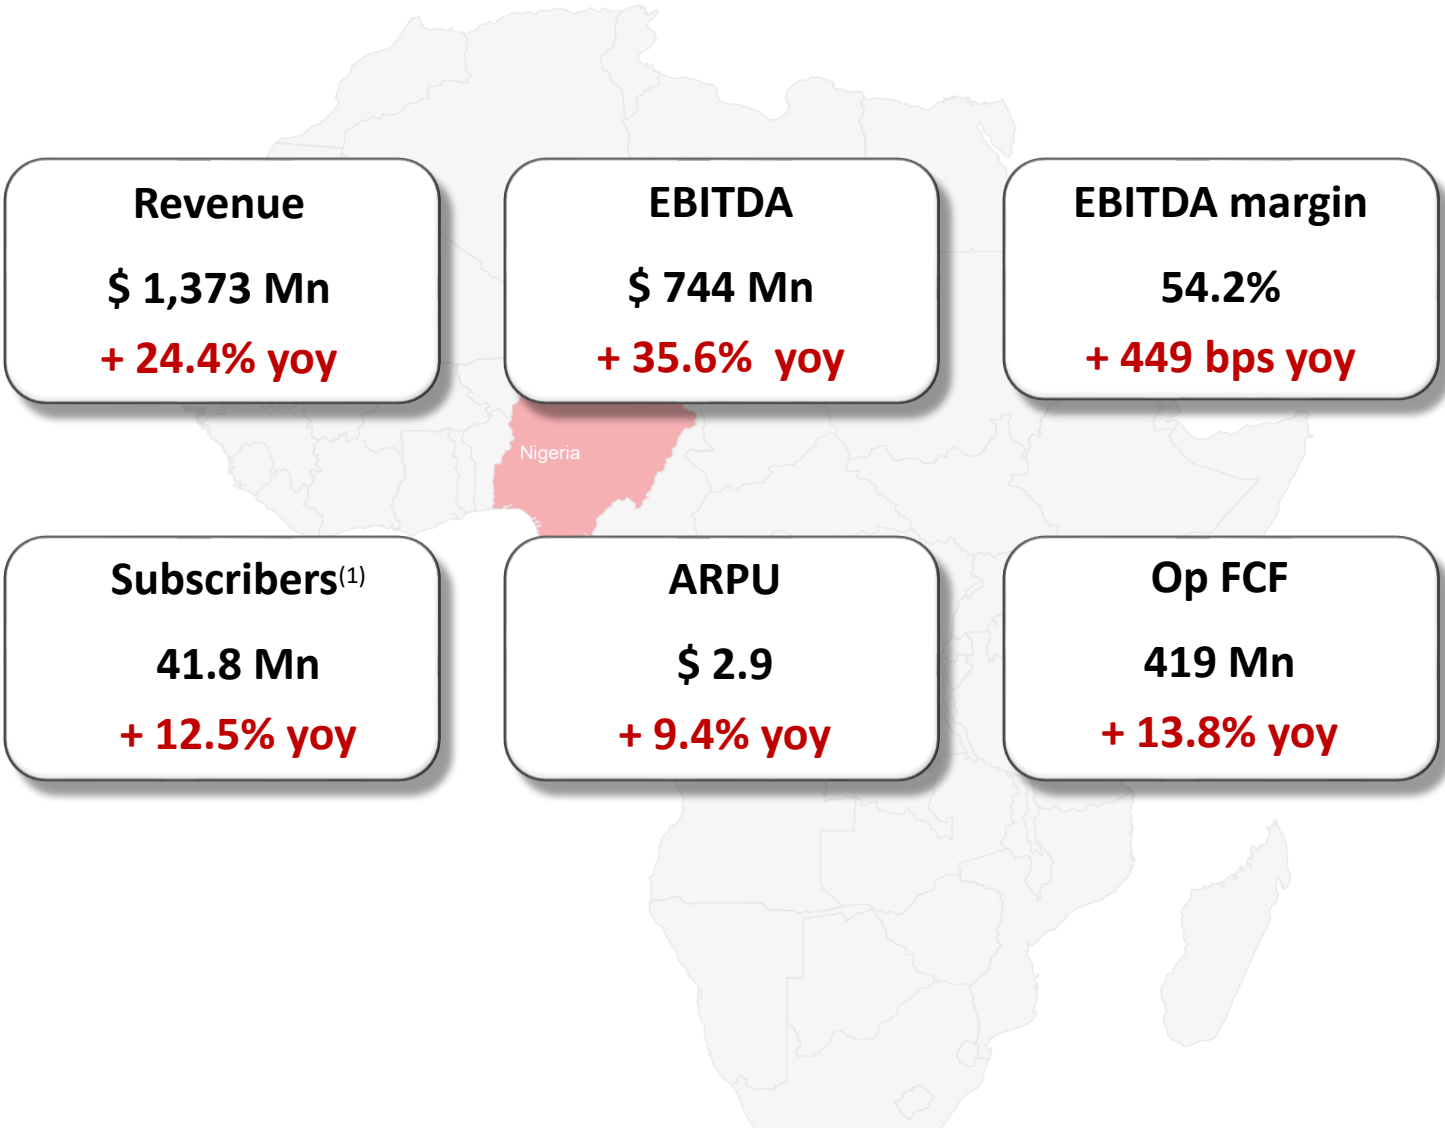 Revenue
$ 1,373 Mn
+ 24.4% yoy
EBITDA
$ 744 Mn
+ 35.6% yoy
EBITDA margin
54.2%
+ 449 bps yoy
Nigeria
Subscribers(1)
41.8 Mn
+ 12.5% yoy
ARPU
$ 2.9
+ 9.4% yoy
Op FCF
419 Mn
+ 13.8% yoy